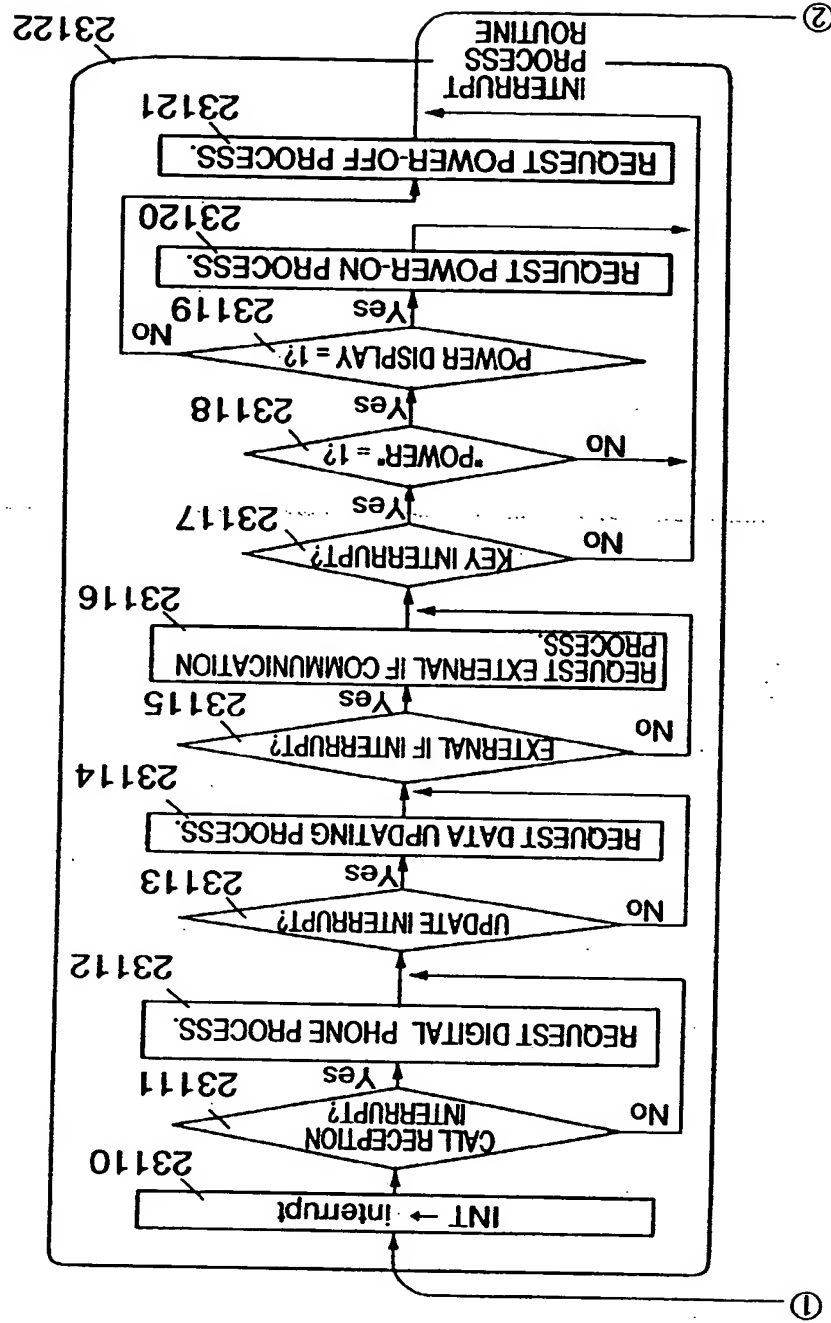 ①
INT ← interrupt
23110
CALL RECEPTION
INTERRUPT?
23111
No
Yes
REQUEST DIGITAL PHONE PROCESS.
23112
UPDATE INTERRUPT?
23113
No
Yes
REQUEST DATA UPDATING PROCESS.
23114
EXTERNAL IF INTERRUPT?
23115
No
Yes
REQUEST EXTERNAL IF COMMUNICATION
PROCESS.
23116
KEY INTERRUPT?
23117
No
Yes
"POWER" = 1?
23118
No
Yes
POWER DISPLAY = 1?
23119
No
Yes
REQUEST POWER-ON PROCESS.
23120
REQUEST POWER-OFF PROCESS.
23121
INTERRUPT
PROCESS
ROUTINE
23122
②